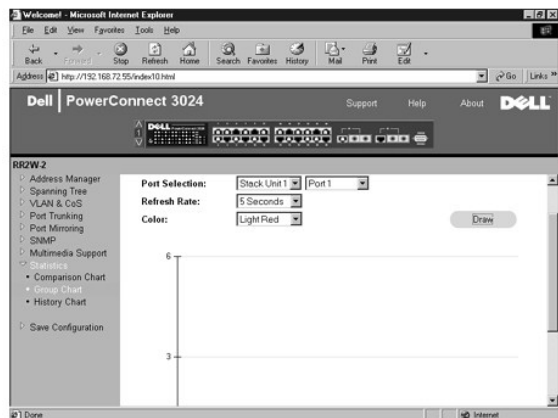 Welcome! - Microsoft Internet Explorer
File Edit View Favorites Tools Help
Back Forward Stop Refresh Home Search Favorites History Mail Print Edit
Address http://192.168.72.55/index10.html Go Links »
Dell PowerConnect 3024 Support Help About DELL
DELL
1
RR2W-2
Address Manager
Spanning Tree
VLAN & CoS
Port Trunking
Port Mirroring
SNMP
Multimedia Support
Statistics
Comparison Chart
Group Chart
History Chart
Save Configuration
Port Selection: Stack Unit 1 Port 1
Refresh Rate: 5 Seconds
Color: Light Red Draw
6
3
Done Internet